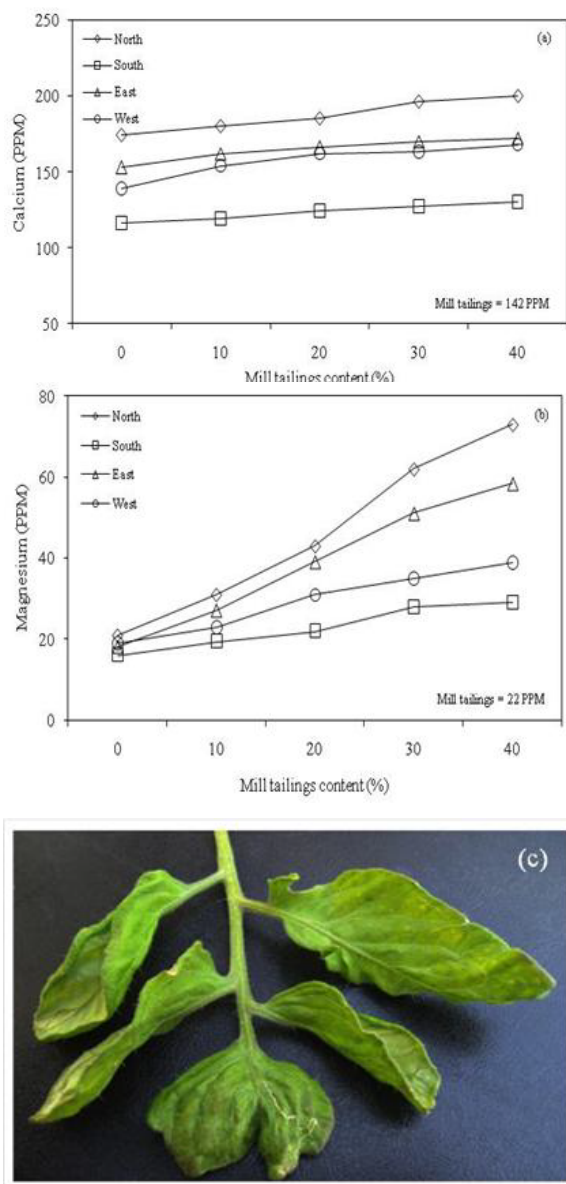 (a)
North
South
East
West
Calcium (PPM)
250
200
150
100
50
Mill tailings = 142 PPM
0 10 20 30 40
Mill tailings content (%)
(b)
North
South
East
West
Magnesium (PPM)
80
60
40
20
0
Mill tailings = 22 PPM
0 10 20 30 40
Mill tailings content (%)
(c)